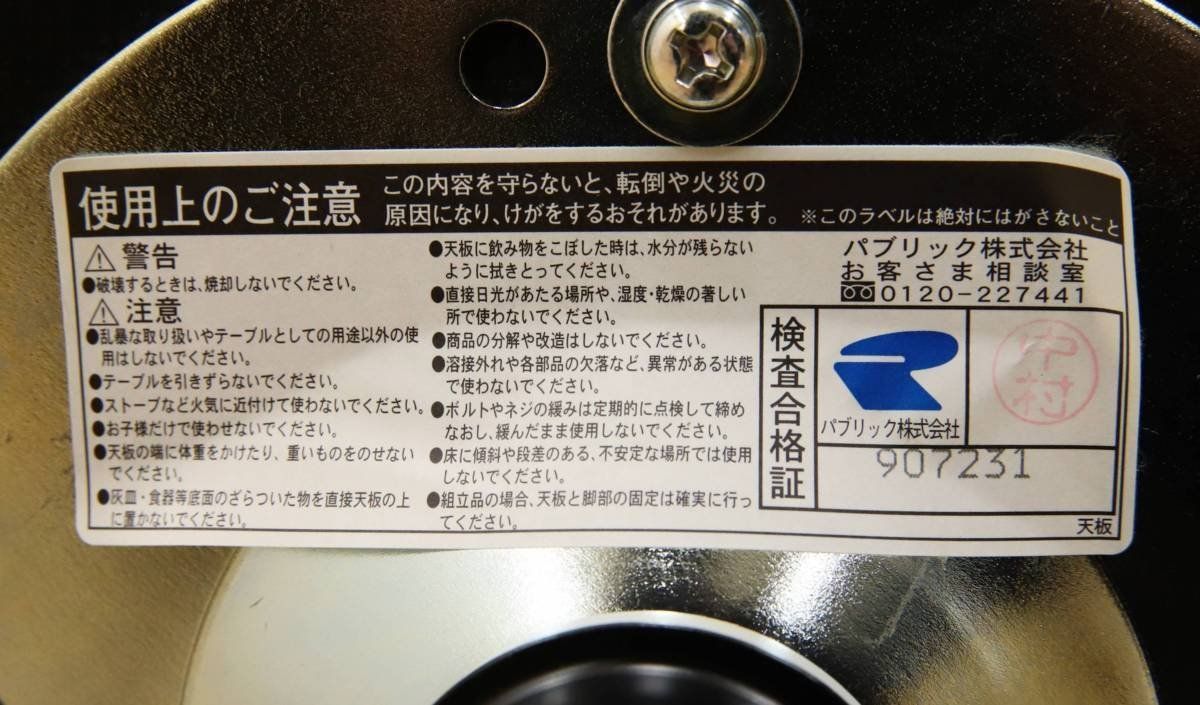 使用上のご注意
この内容を守らないと、転倒や火災の
原因になり、けがをするおそれがあります。
※このラベルは絶対にはがさないこと
警告
●破壊するときは、焼却しないでください。
注意
●乱暴な取り扱いやテーブルとしての用途以外の使
用はしないでください。
●テーブルを引きずらないでください。
●ストーブなど火気に近付けて使わないでください。
●お子様だけで使わせないでください。
●天板の端に体重をかけたり、重いものをのせない
でください。
●灰皿・食器等底面のざらついた物を直接天板の上
に置かないでください。
●天板に飲み物をこぼした時は、水分が残らない
ように拭きとってください。
●直接日光があたる場所や、湿度・乾燥の著しい
所で使わないでください。
●商品の分解や改造はしないでください。
●溶接外れや各部品の欠落など、異常がある状態
で使わないでください。
●ボルトやネジの緩みは定期的に点検して締め
なおし、緩んだまま使用しないでください。
●床に傾斜や段差のある、不安定な場所では使用
しないでください。
●組立品の場合、天板と脚部の固定は確実に行っ
てください。
パブリック株式会社
お客さま相談室
0120-227441
検査合格証
パブリック株式会社
中村
907231
天板